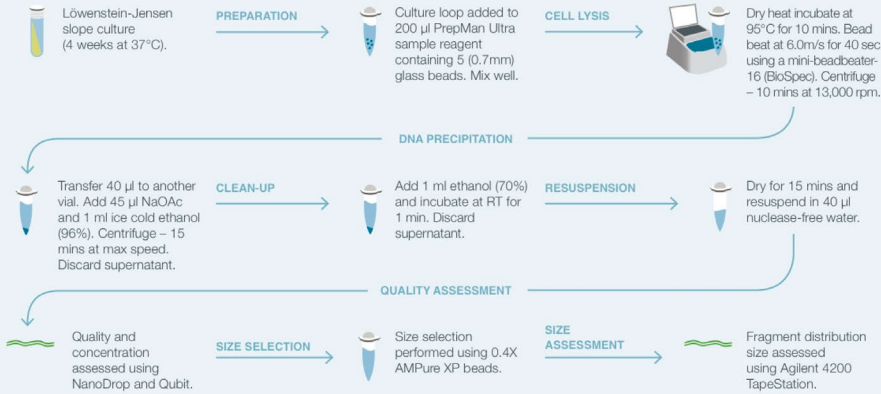 Löwenstein-Jensen
slope culture
(4 weeks at 37°C).
PREPARATION
Culture loop added to
200 µl PrepMan Ultra
sample reagent
containing 5 (0.7mm)
glass beads. Mix well.
CELL LYSIS
Dry heat incubate at
95°C for 10 mins. Bead
beat at 6.0m/s for 40 sec
using a mini-beadbeater-
16 (BioSpec). Centrifuge
– 10 mins at 13,000 rpm.
DNA PRECIPITATION
Transfer 40 µl to another
vial. Add 45 µl NaOAc
and 1 ml ice cold ethanol
(96%). Centrifuge – 15
mins at max speed.
Discard supernatant.
CLEAN-UP
Add 1 ml ethanol (70%)
and incubate at RT for
1 min. Discard
supernatant.
RESUSPENSION
Dry for 15 mins and
resuspend in 40 µl
nuclease-free water.
QUALITY ASSESSMENT
Quality and
concentration
assessed using
NanoDrop and Qubit.
SIZE SELECTION
Size selection
performed using 0.4X
AMPure XP beads.
SIZE
ASSESSMENT
Fragment distribution
size assessed
using Agilent 4200
TapeStation.